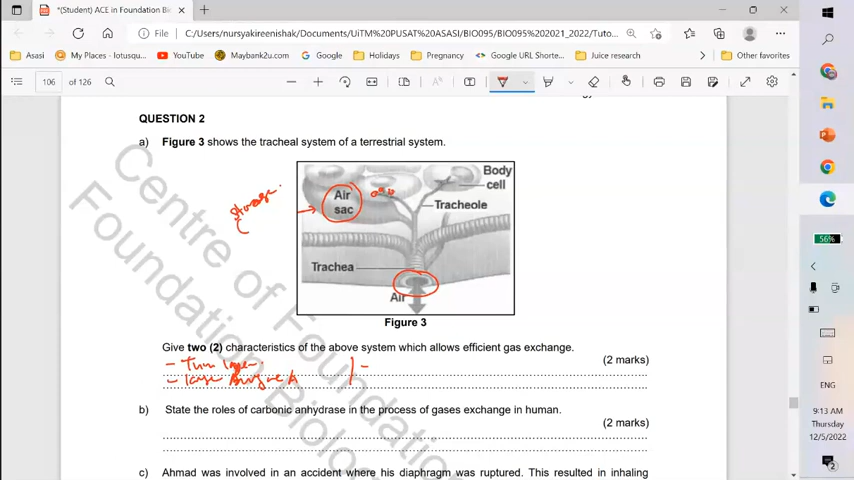 *(Student) ACE in Foundation Bio
File
C:/Users/nursyakireenishak/Documents/UiTM%20PUSAT%20ASASI/BIO095/BIO095%202021_2022/Tuto...
Asasi
My Places - lotusqu...
YouTube
Maybank2u.com
Google
Google URL Shorte...
Holidays
Pregnancy
Juice research
Other favorites
106 of 126
QUESTION 2
a) Figure 3 shows the tracheal system of a terrestrial system.
storage
Air
sac
Body
cell
Tracheole
Trachea
Air
Figure 3
Give two (2) characteristics of the above system which allows efficient gas exchange.
(2 marks)
b) State the roles of carbonic anhydrase in the process of gases exchange in human.
(2 marks)
c) Ahmad was involved in an accident where his diaphragm was ruptured. This resulted in inhaling
Centre of Foundation
Foundation Biology
56%
ENG
9:13 AM
Thursday
12/5/2022
2